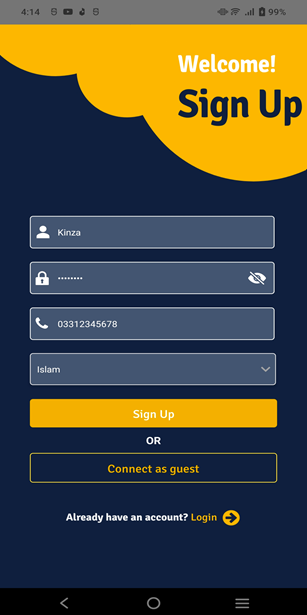 4:14
99%
Welcome!
Sign Up
Kinza
••••••••
03312345678
Islam
Sign Up
OR
Connect as guest
Already have an account? Login